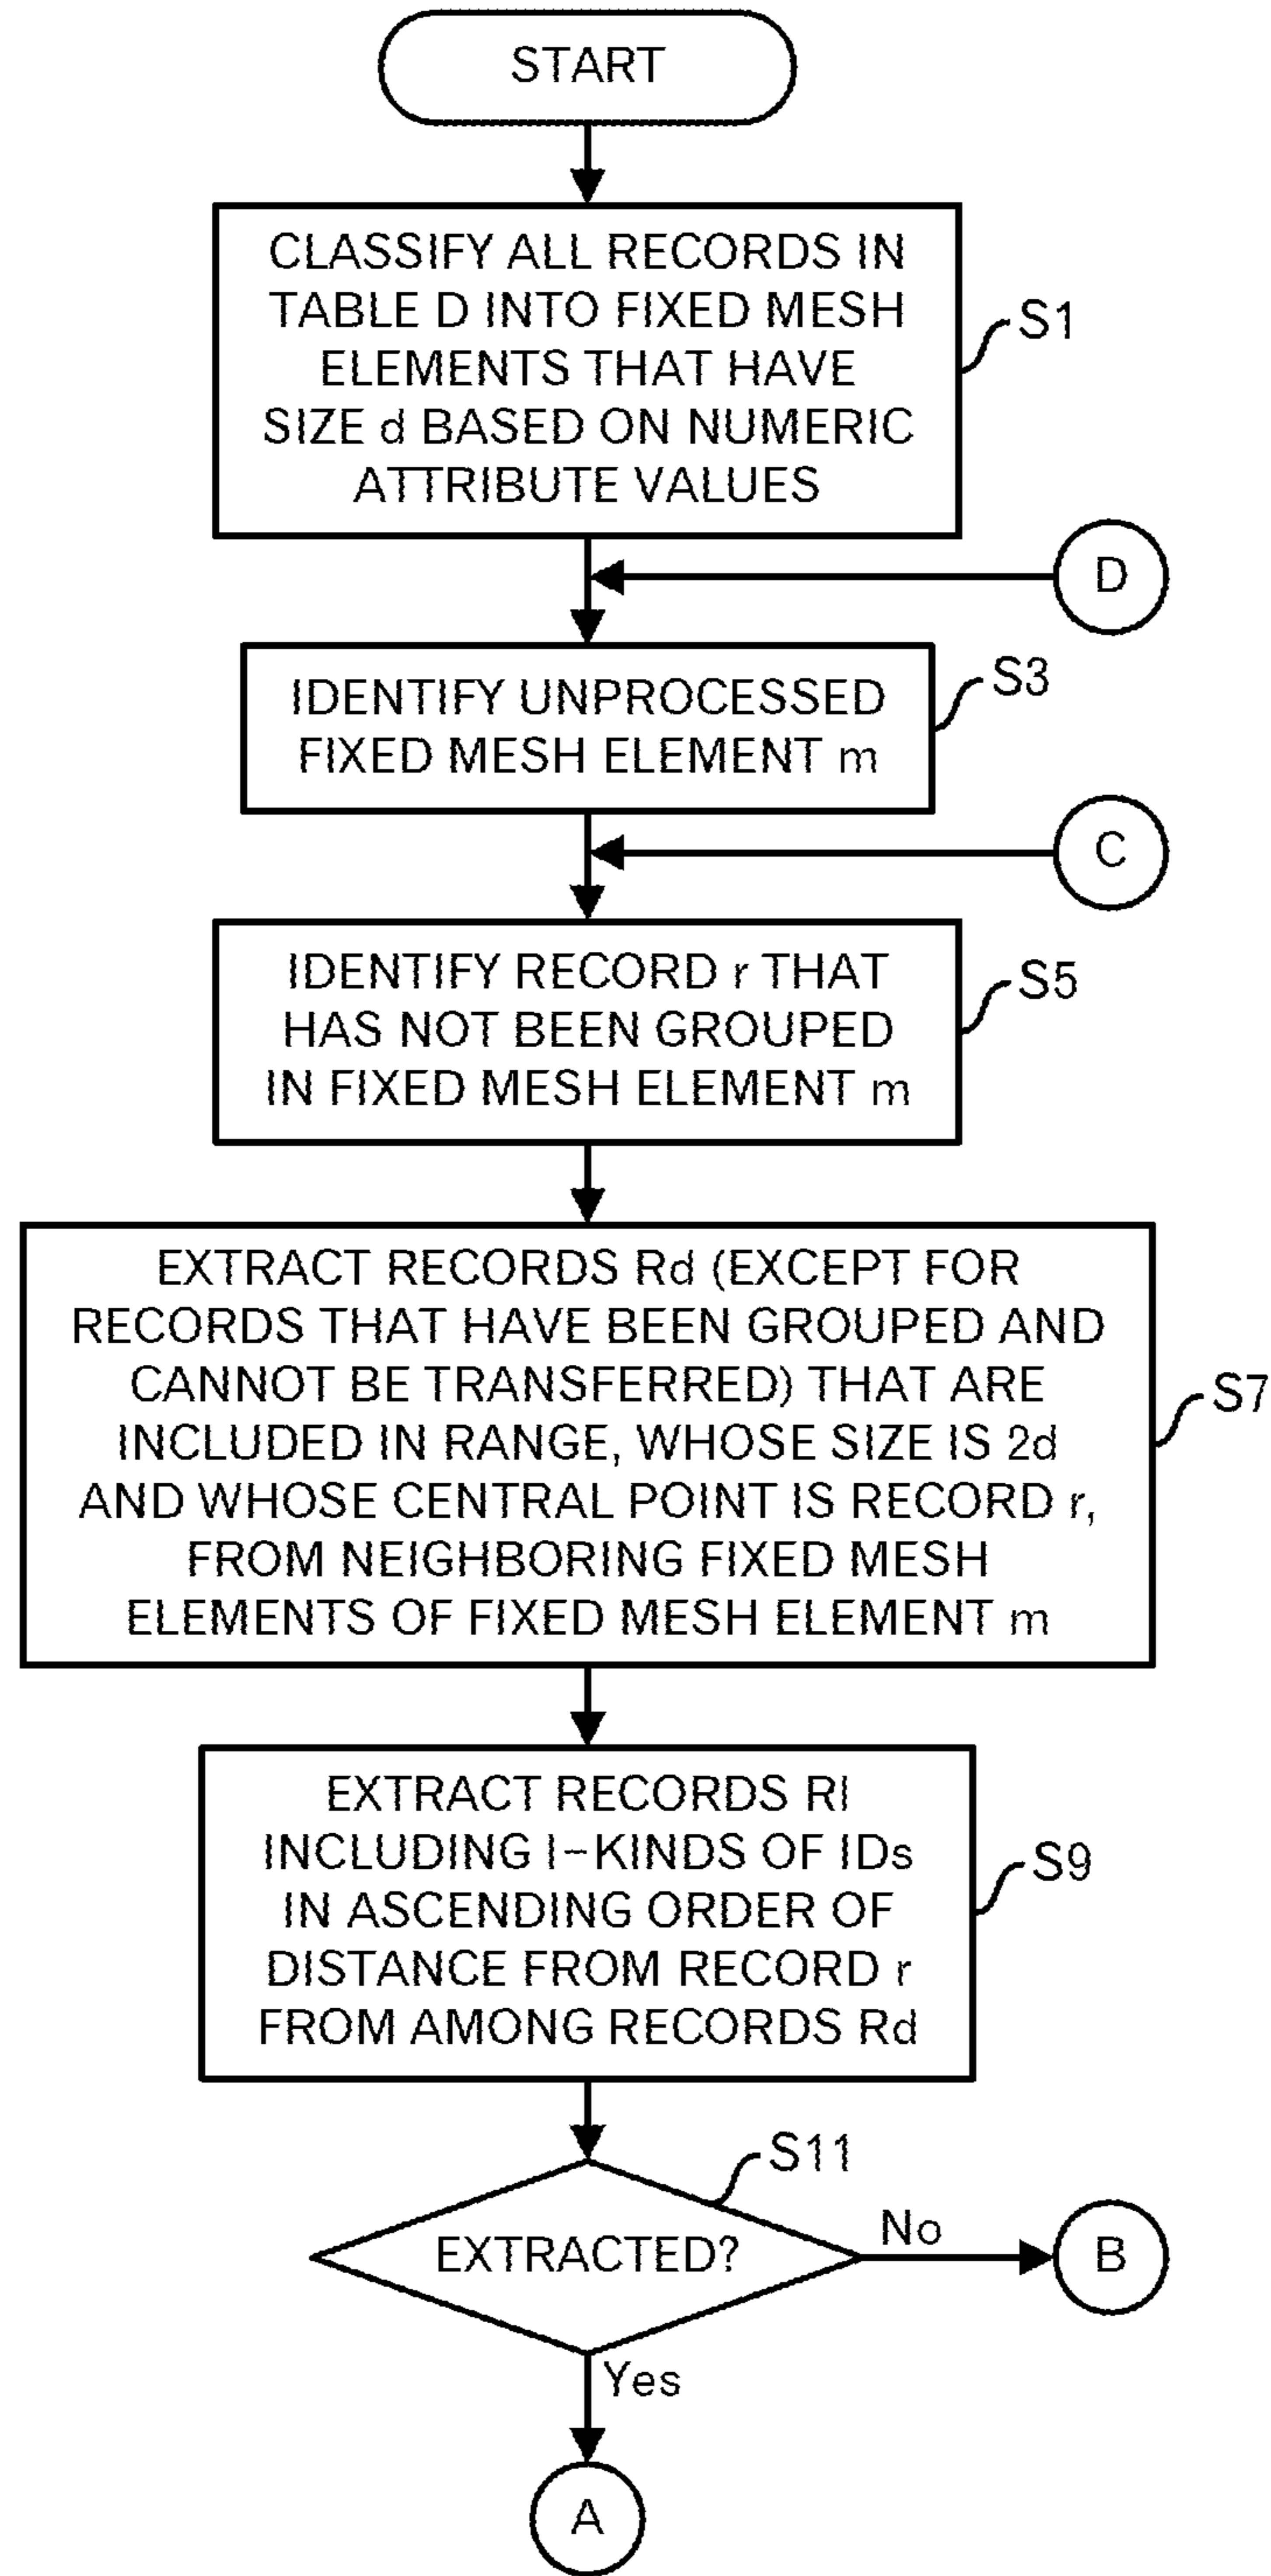 START
CLASSIFY ALL RECORDS IN
TABLE D INTO FIXED MESH
ELEMENTS THAT HAVE
SIZE d BASED ON NUMERIC
ATTRIBUTE VALUES
S1
D
IDENTIFY UNPROCESSED
FIXED MESH ELEMENT m
S3
C
IDENTIFY RECORD r THAT
HAS NOT BEEN GROUPED
IN FIXED MESH ELEMENT m
S5
EXTRACT RECORDS Rd (EXCEPT FOR
RECORDS THAT HAVE BEEN GROUPED AND
CANNOT BE TRANSFERRED) THAT ARE
INCLUDED IN RANGE, WHOSE SIZE IS 2d
AND WHOSE CENTRAL POINT IS RECORD r,
FROM NEIGHBORING FIXED MESH
ELEMENTS OF FIXED MESH ELEMENT m
S7
EXTRACT RECORDS Rl
INCLUDING l-KINDS OF IDs
IN ASCENDING ORDER OF
DISTANCE FROM RECORD r
FROM AMONG RECORDS Rd
S9
S11
EXTRACTED?
No
B
Yes
A